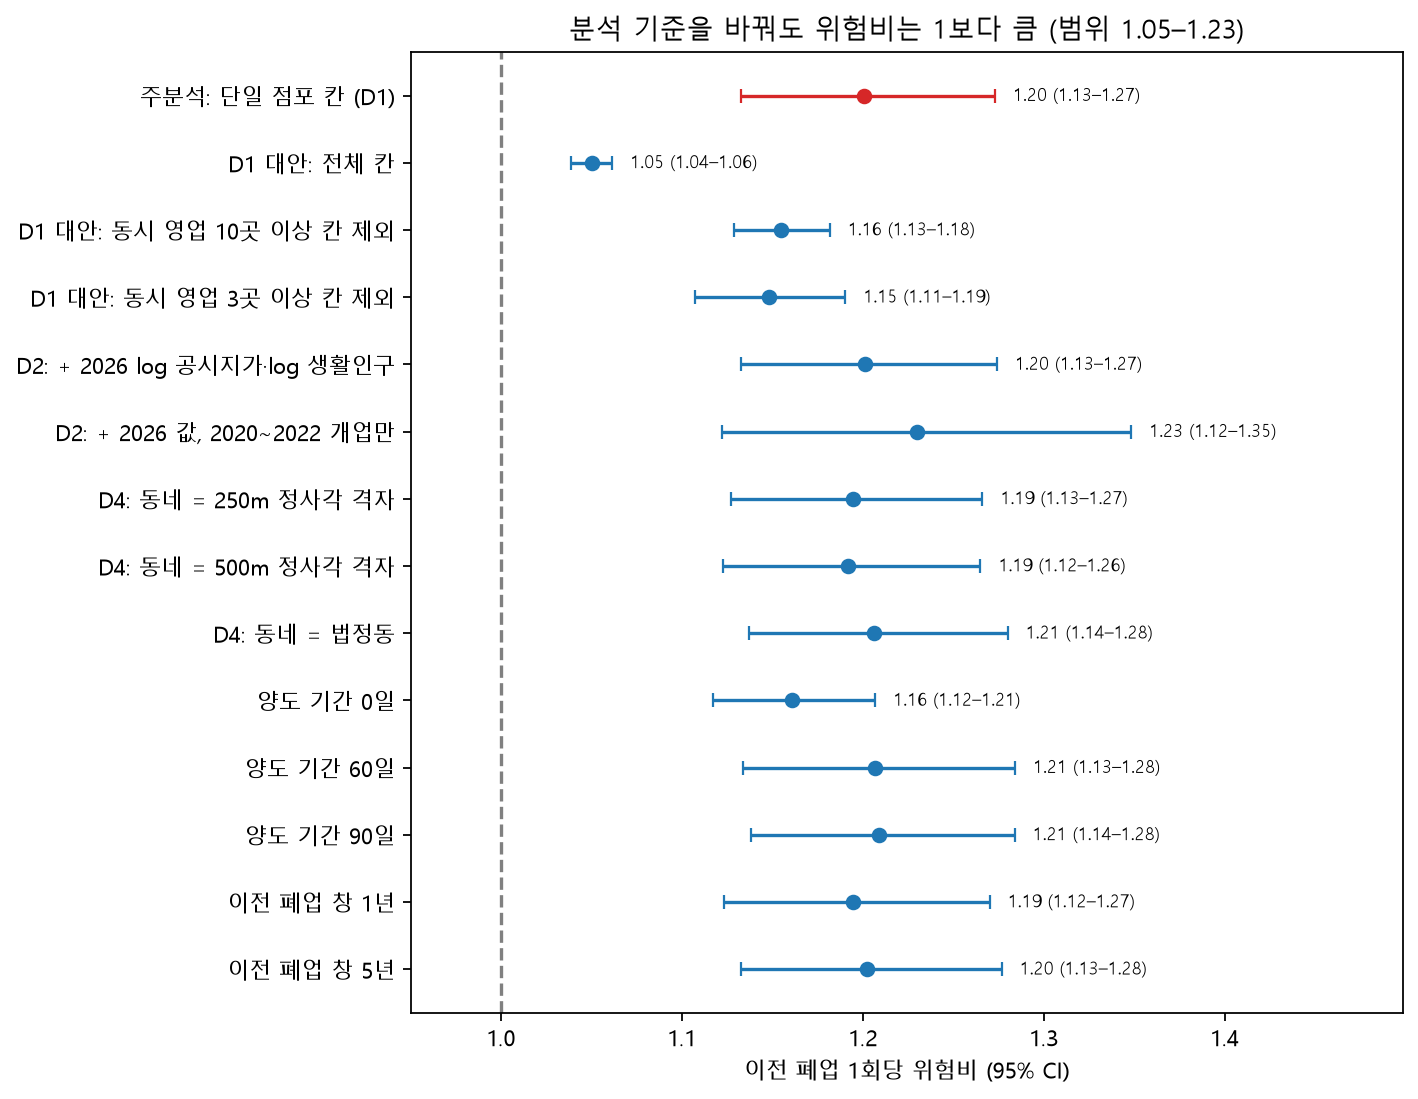 분석 기준을 바꿔도 위험비는 1보다 큼 (범위 1.05–1.23)
주분석: 단일 점포 칸 (D1)
1.20 (1.13–1.27)
D1 대안: 전체 칸
1.05 (1.04–1.06)
D1 대안: 동시 영업 10곳 이상 칸 제외
1.16 (1.13–1.18)
D1 대안: 동시 영업 3곳 이상 칸 제외
1.15 (1.11–1.19)
D2: + 2026 log 공시지가·log 생활인구
1.20 (1.13–1.27)
D2: + 2026 값, 2020~2022 개업만
1.23 (1.12–1.35)
D4: 동네 = 250m 정사각 격자
1.19 (1.13–1.27)
D4: 동네 = 500m 정사각 격자
1.19 (1.12–1.26)
D4: 동네 = 법정동
1.21 (1.14–1.28)
양도 기간 0일
1.16 (1.12–1.21)
양도 기간 60일
1.21 (1.13–1.28)
양도 기간 90일
1.21 (1.14–1.28)
이전 폐업 창 1년
1.19 (1.12–1.27)
이전 폐업 창 5년
1.20 (1.13–1.28)
1.0 1.1 1.2 1.3 1.4
이전 폐업 1회당 위험비 (95% CI)